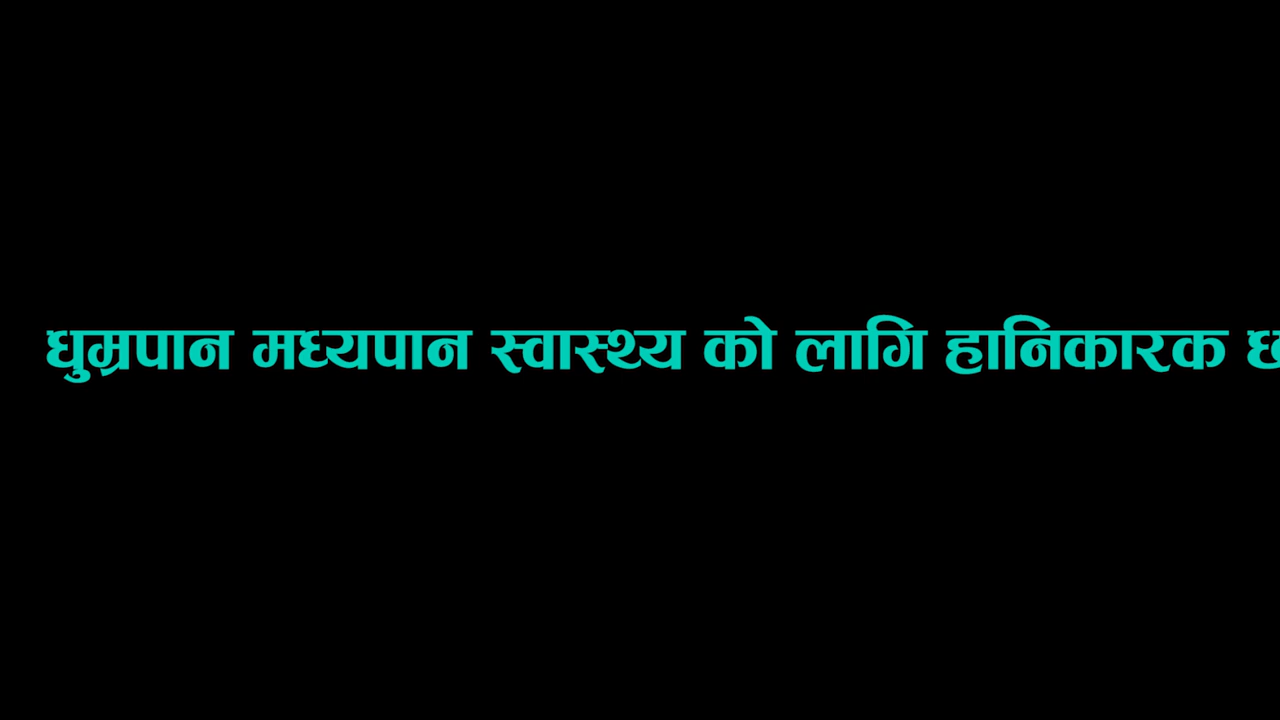 धुम्रपान मध्यपान स्वास्थ्य को लागि हानिकारक